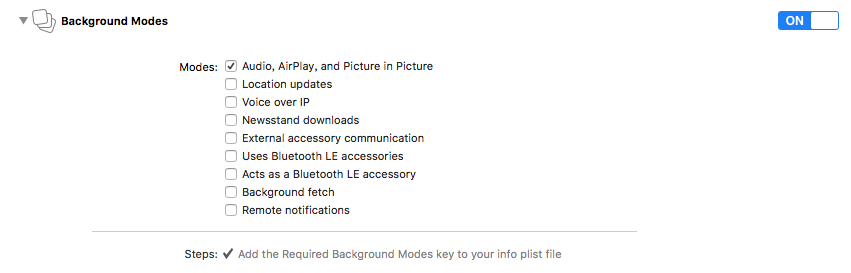 Background Modes ON
Modes: Audio, AirPlay, and Picture in Picture
Location updates
Voice over IP
Newsstand downloads
External accessory communication
Uses Bluetooth LE accessories
Acts as a Bluetooth LE accessory
Background fetch
Remote notifications
Steps: Add the Required Background Modes key to your info plist file